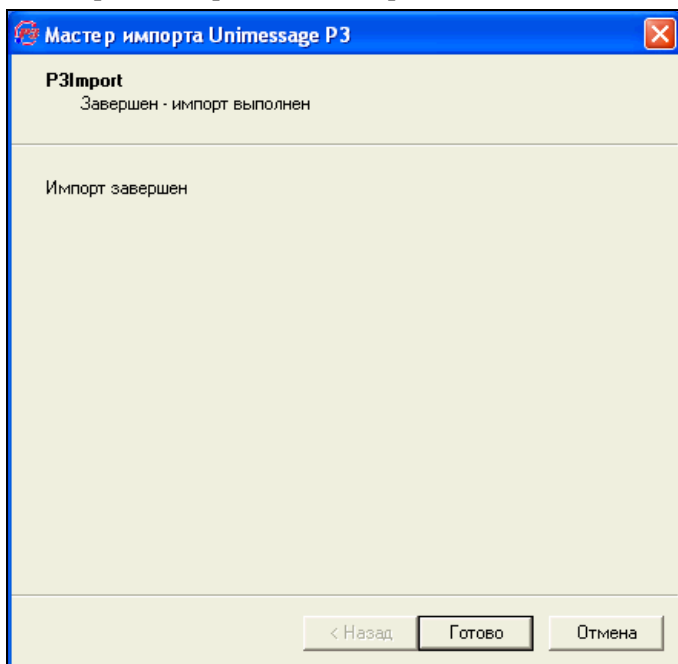 Мастер импорта Unimessage P3
P3Import
Завершен - импорт выполнен
Импорт завершен
< Назад
Готово
Отмена